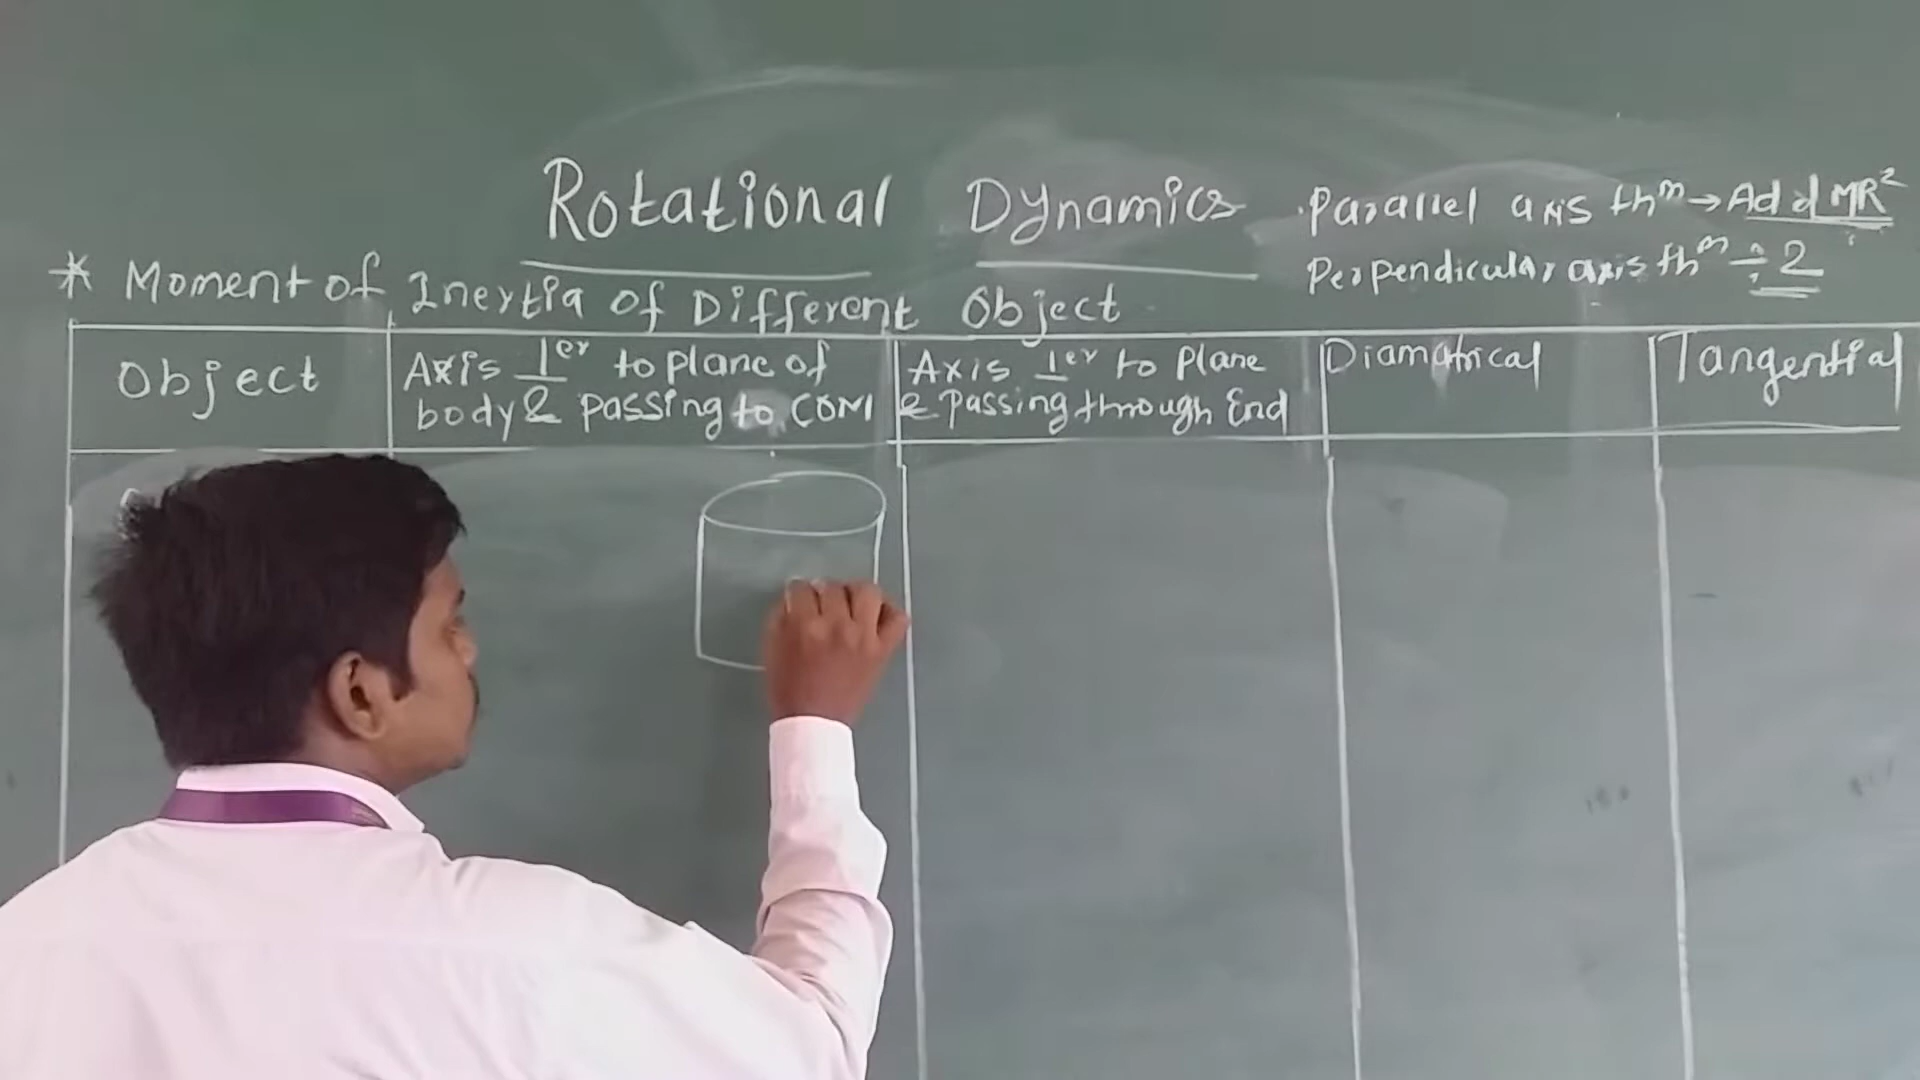 Rotational Dynamics
Parallel axis thᵐ → Add MR²
Perpendicular axis thᵐ ÷ 2
* Moment of Inertia of Different Object
Object
Axis ⊥er to plane of
body & passing to COM
Axis ⊥er to plane
& passing through End
Diamatrical
Tangential